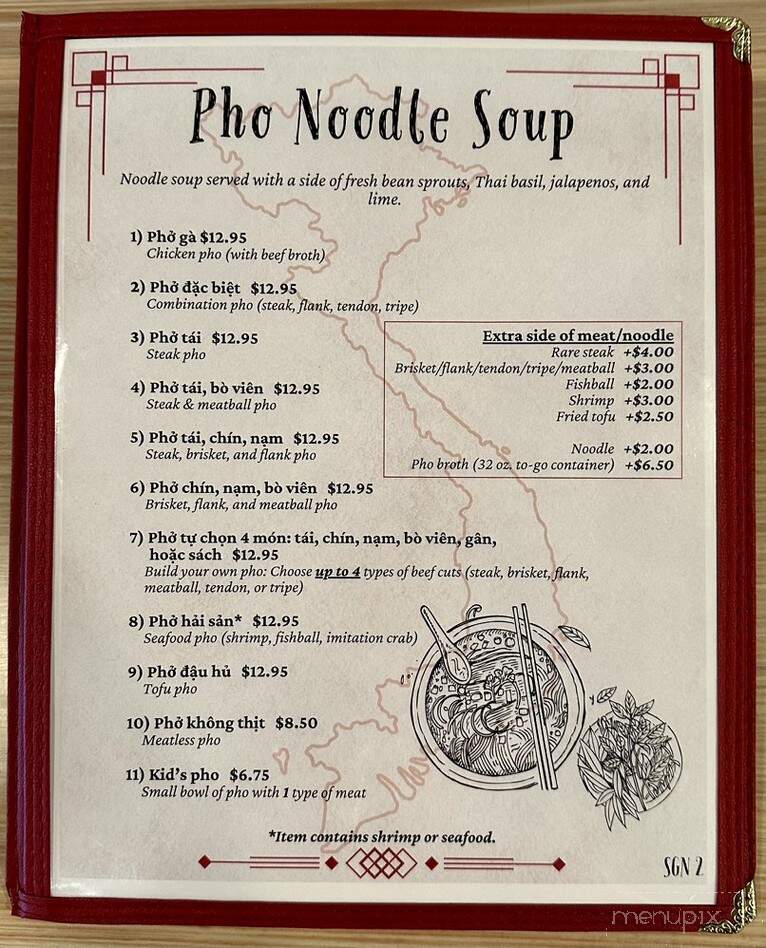 Pho Noodle Soup
Noodle soup served with a side of fresh bean sprouts, Thai basil, jalapenos, and
lime.
1) Phở gà $12.95
Chicken pho (with beef broth)
2) Phở đặc biệt $12.95
Combination pho (steak, flank, tendon, tripe)
3) Phở tái $12.95
Steak pho
4) Phở tái, bò viên $12.95
Steak & meatball pho
5) Phở tái, chín, nạm $12.95
Steak, brisket, and flank pho
6) Phở chín, nạm, bò viên $12.95
Brisket, flank, and meatball pho
7) Phở tự chọn 4 món: tái, chín, nạm, bò viên, gân,
hoặc sách $12.95
Build your own pho: Choose up to 4 types of beef cuts (steak, brisket, flank,
meatball, tendon, or tripe)
8) Phở hải sản* $12.95
Seafood pho (shrimp, fishball, imitation crab)
9) Phở đậu hủ $12.95
Tofu pho
10) Phở không thịt $8.50
Meatless pho
11) Kid's pho $6.75
Small bowl of pho with 1 type of meat
Extra side of meat/noodle
Rare steak +$4.00
Brisket/flank/tendon/tripe/meatball +$3.00
Fishball +$2.00
Shrimp +$3.00
Fried tofu +$2.50
Noodle +$2.00
Pho broth (32 oz. to-go container) +$6.50
*Item contains shrimp or seafood.
SGN 2
menupix